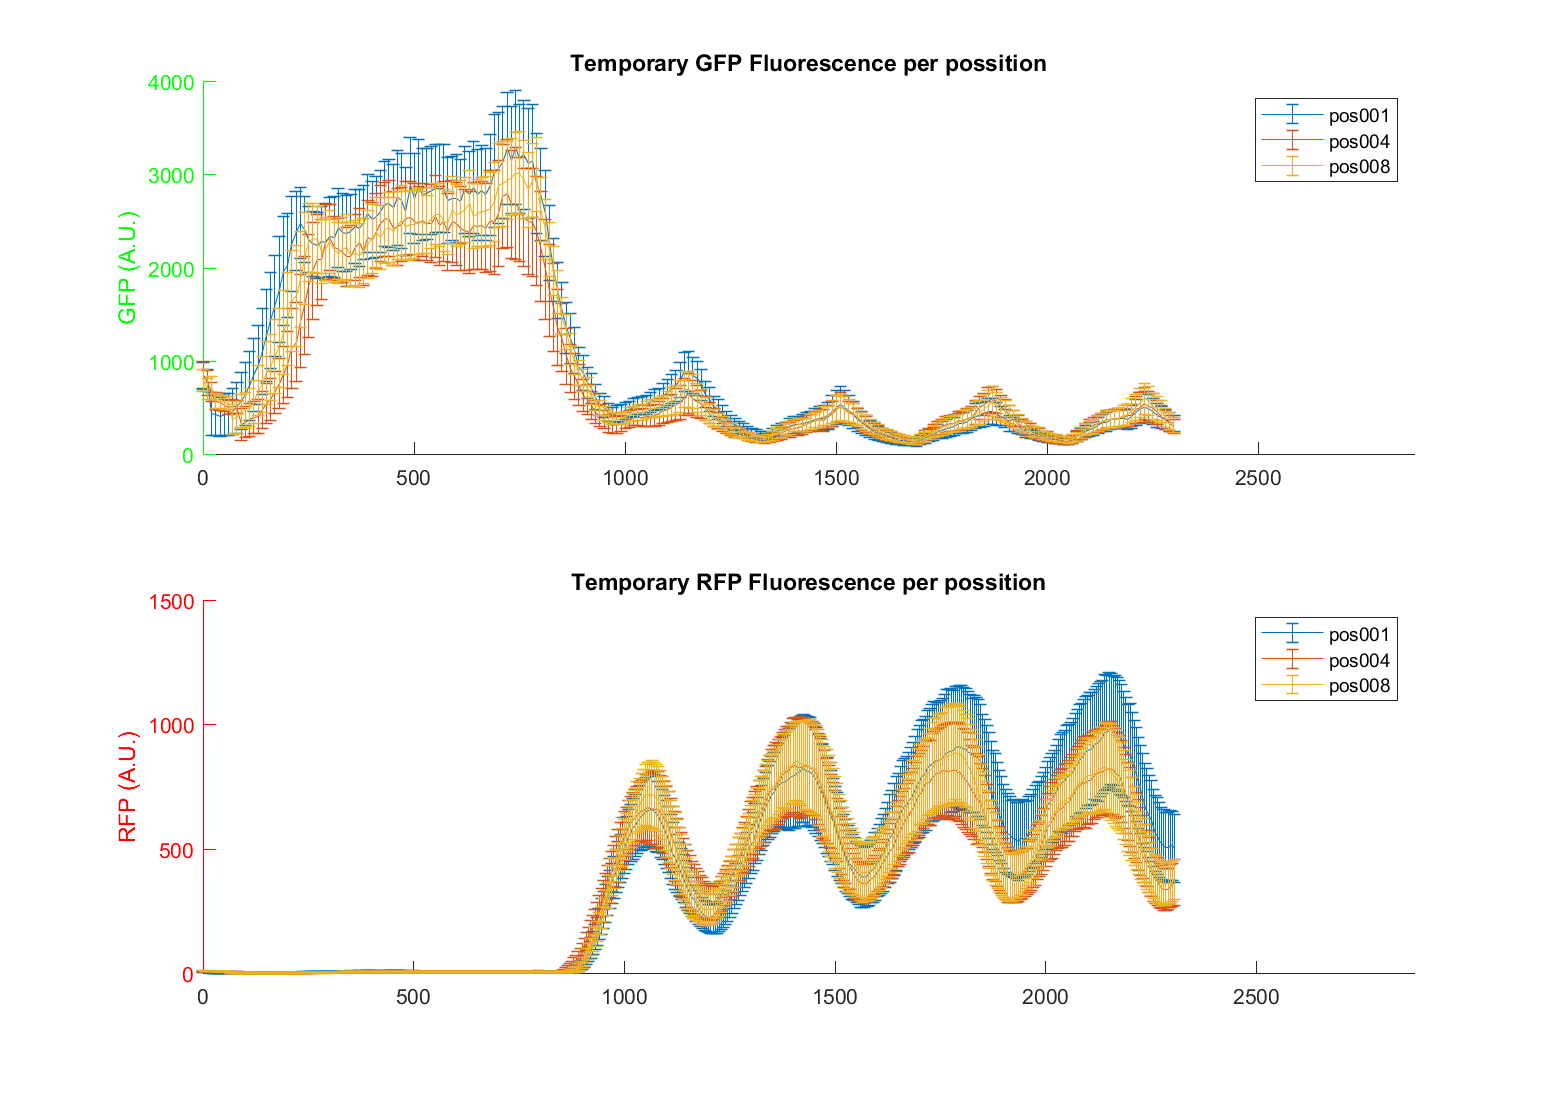 Temporary GFP Fluorescence per possition
GFP (A.U.)
4000
3000
2000
1000
0
0 500 1000 1500 2000 2500
pos001
pos004
pos008
Temporary RFP Fluorescence per possition
RFP (A.U.)
1500
1000
500
0
0 500 1000 1500 2000 2500
pos001
pos004
pos008